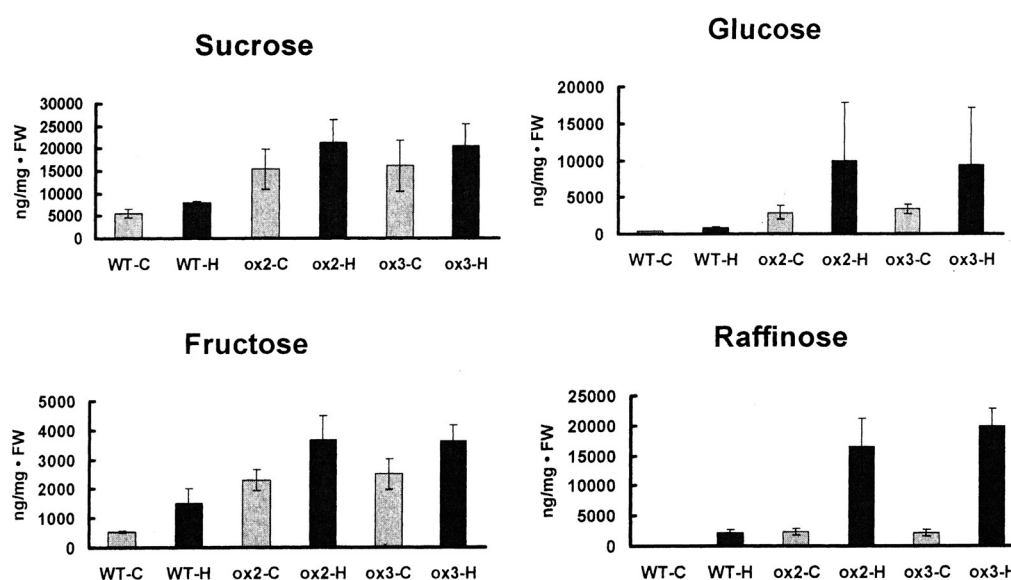 Sucrose
ng/mg • FW
30000
25000
20000
15000
10000
5000
0
WT-C WT-H ox2-C ox2-H ox3-C ox3-H
Glucose
ng/mg • FW
20000
15000
10000
5000
0
WT-C WT-H ox2-C ox2-H ox3-C ox3-H
Fructose
ng/mg • FW
5000
4000
3000
2000
1000
0
WT-C WT-H ox2-C ox2-H ox3-C ox3-H
Raffinose
ng/mg • FW
25000
20000
15000
10000
5000
0
WT-C WT-H ox2-C ox2-H ox3-C ox3-H